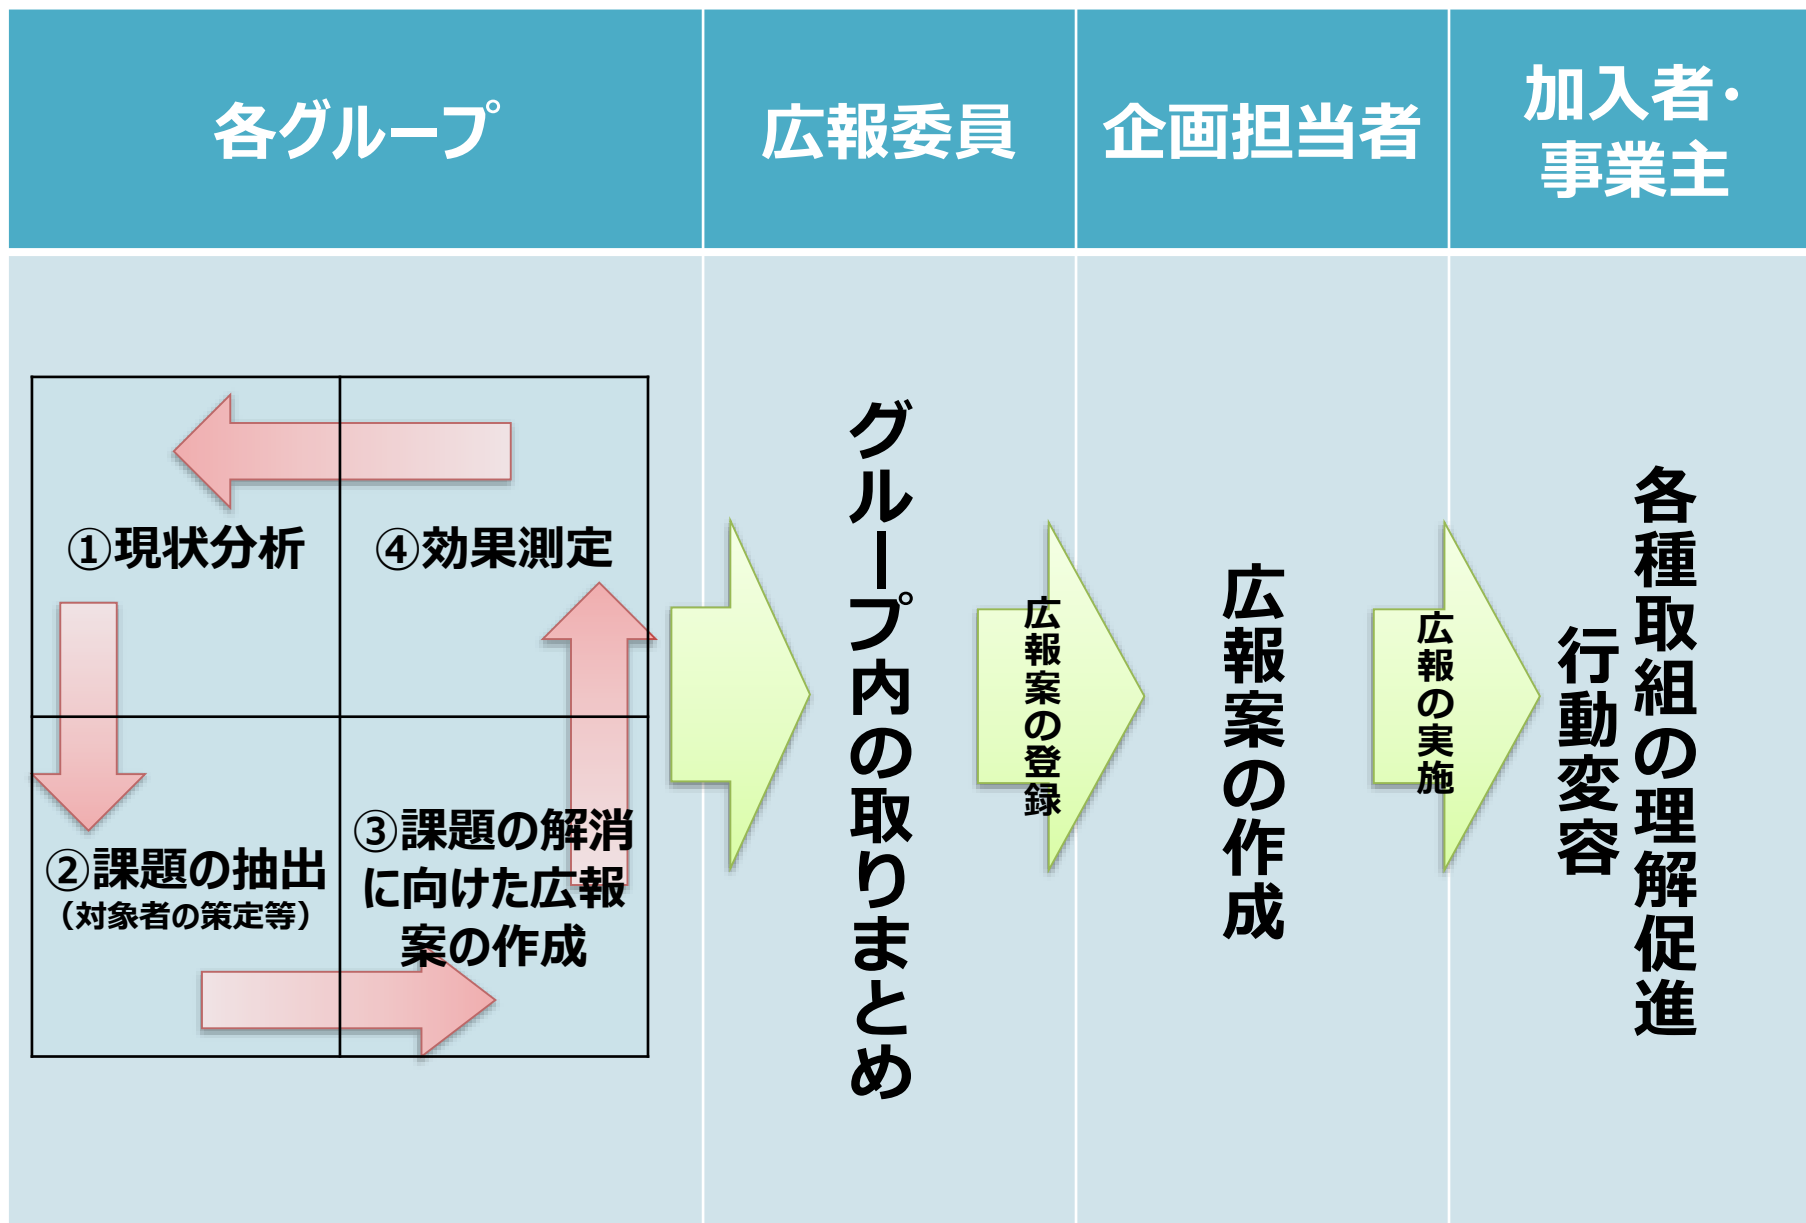 各グループ
広報委員
企画担当者
加入者・
事業主
①現状分析
④効果測定
②課題の抽出
（対象者の策定等）
③課題の解消
に向けた広報
案の作成
グループ内の取りまとめ
広報案の登録
広報案の作成
広報の実施
各種取組の理解促進
行動変容